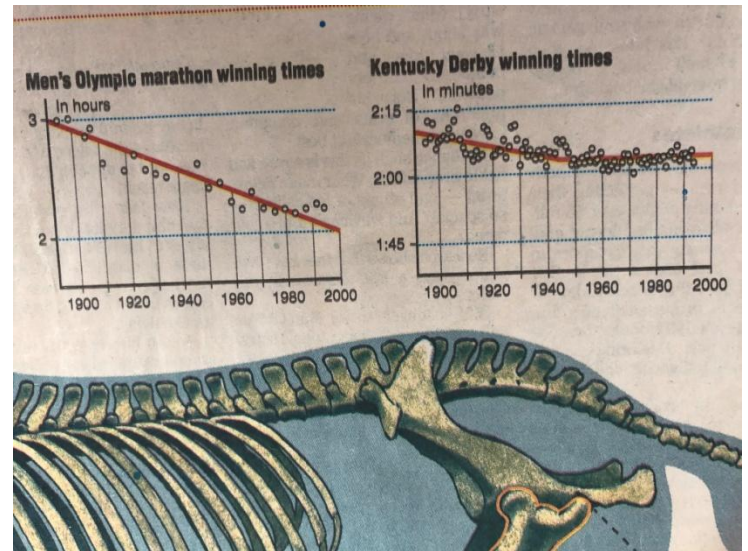 Men's Olympic marathon winning times
In hours
3
2
1900 1920 1940 1960 1980 2000
Kentucky Derby winning times
In minutes
2:15
2:00
1:45
1900 1920 1940 1960 1980 2000